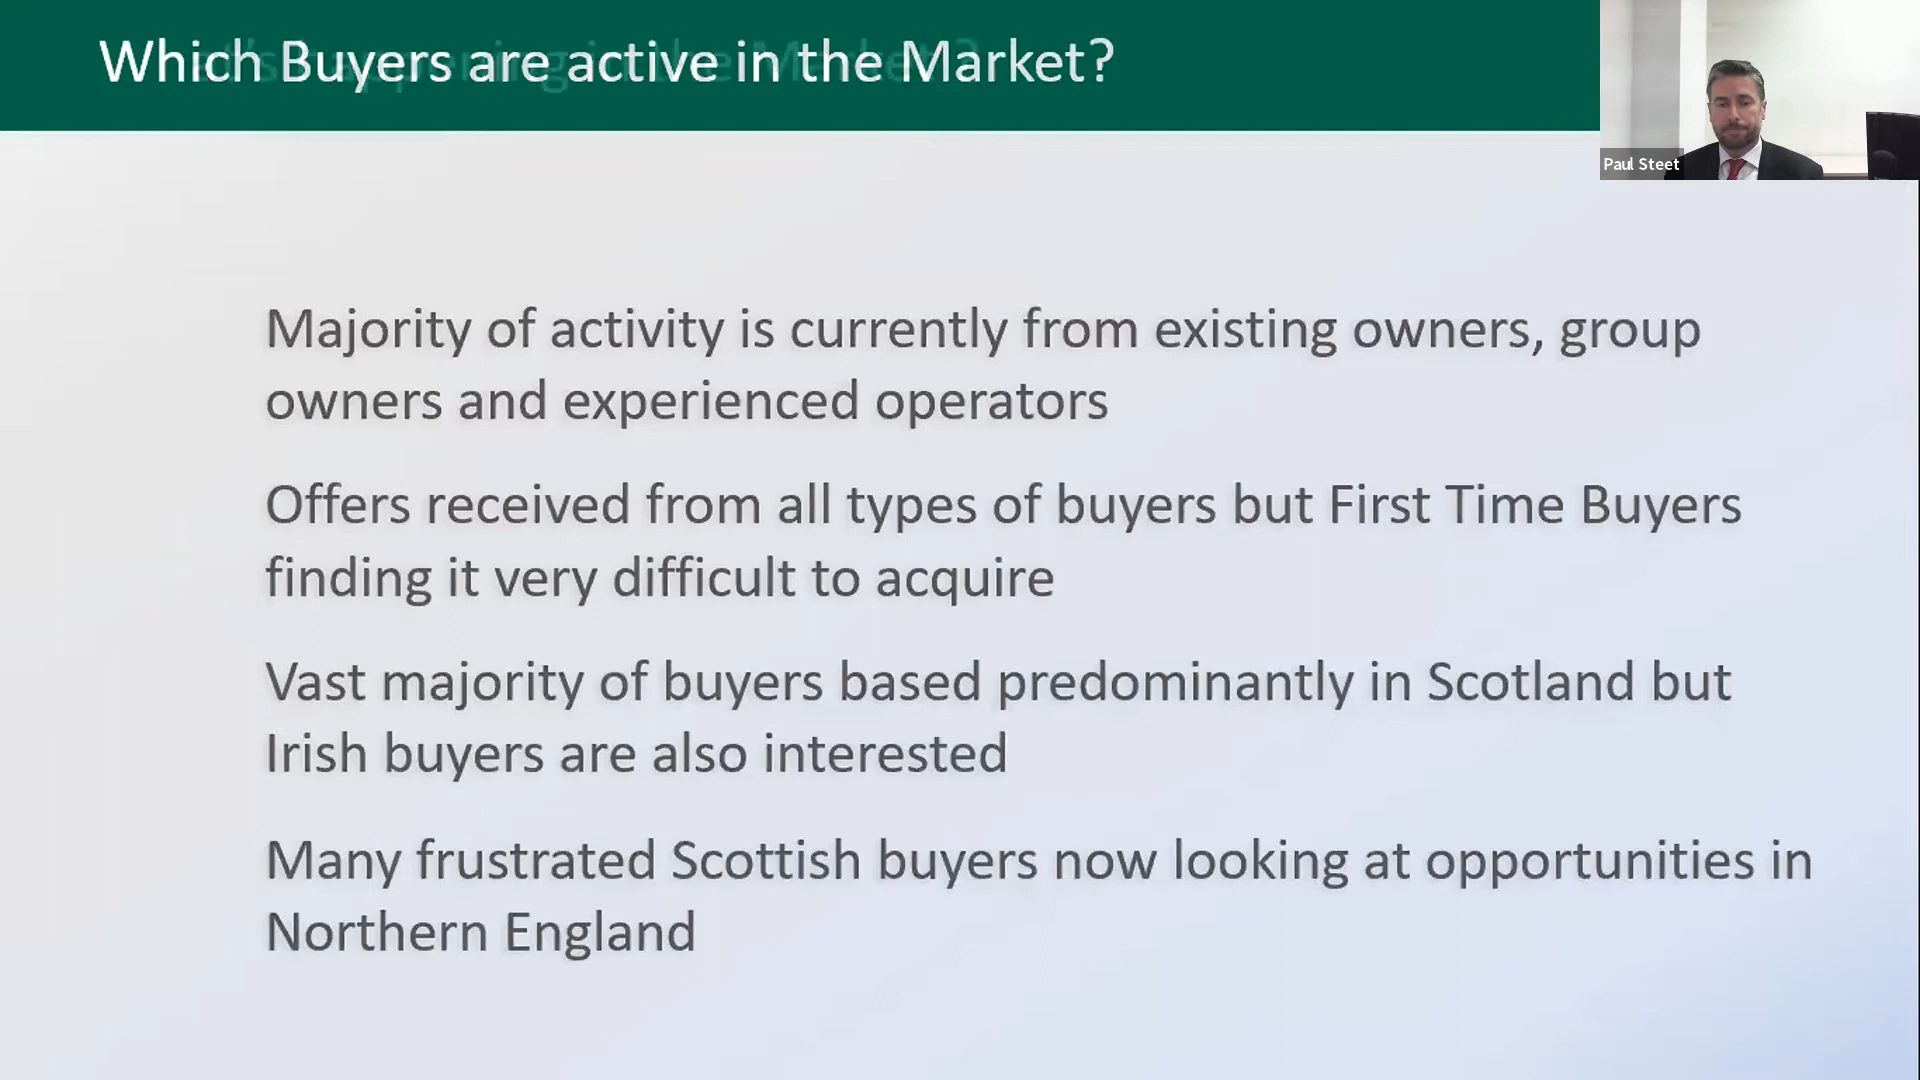 Which Buyers are active in the Market?
Paul Steet
Majority of activity is currently from existing owners, group
owners and experienced operators
Offers received from all types of buyers but First Time Buyers
finding it very difficult to acquire
Vast majority of buyers based predominantly in Scotland but
Irish buyers are also interested
Many frustrated Scottish buyers now looking at opportunities in
Northern England